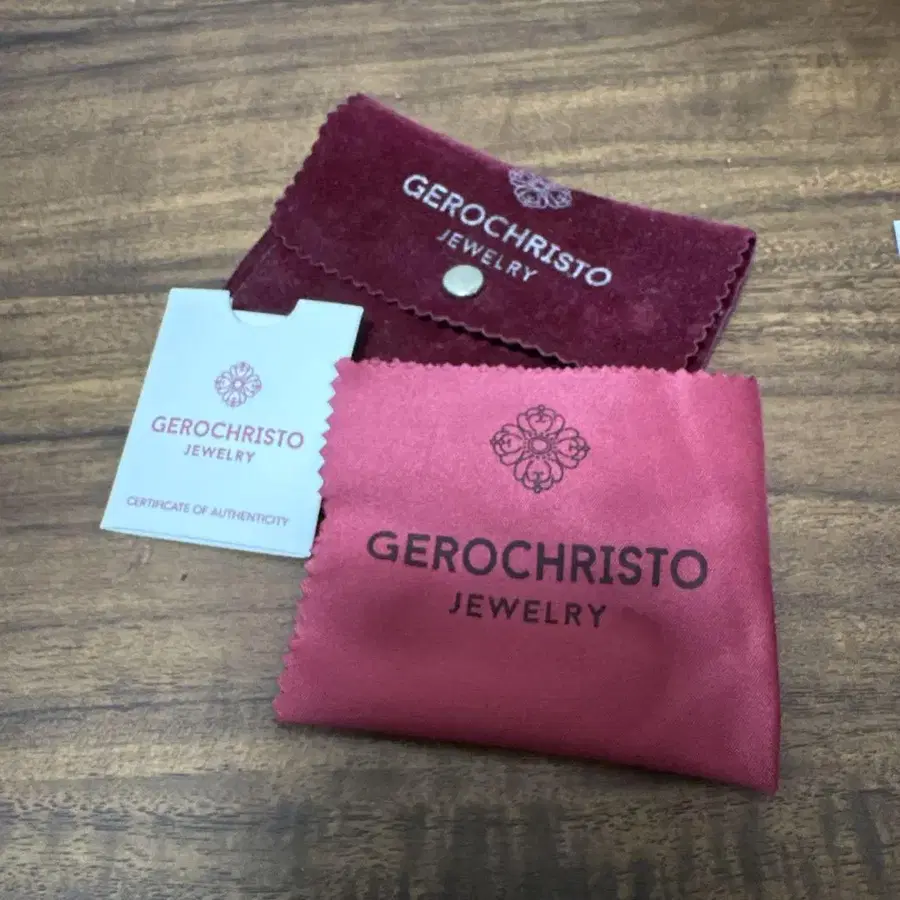 GEROCHRISTO
JEWELRY
GEROCHRISTO
JEWELRY
CERTIFICATE OF AUTHENTICITY
GEROCHRISTO
JEWELRY